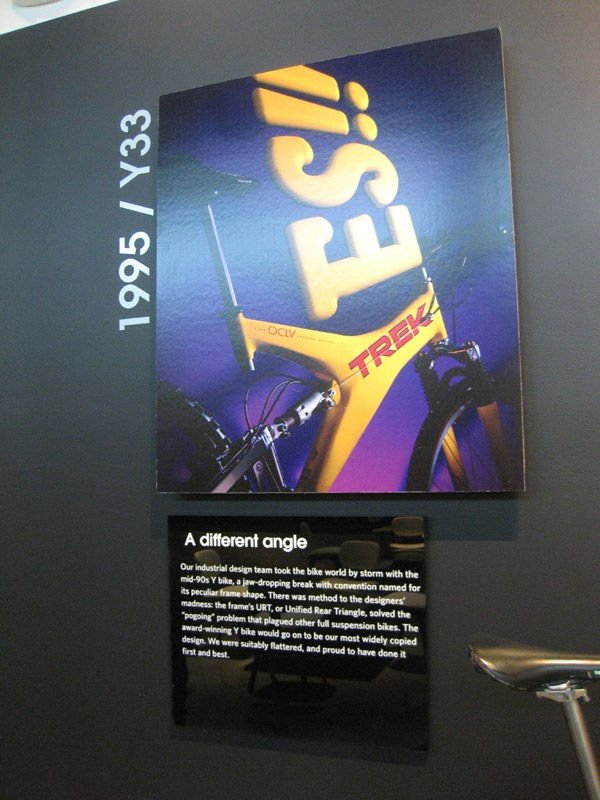 1995 / Y33
YES!!
OCLV
TREK
A different angle
Our industrial design team took the bike world by storm with the
mid-90s Y bike, a jaw-dropping break with convention named for
its peculiar frame shape. There was method to the designers'
madness: the frame's URT, or Unified Rear Triangle, solved the
"pogoing" problem that plagued other full suspension bikes. The
award-winning Y bike would go on to be our most widely copied
design. We were suitably flattered, and proud to have done it
first and best.